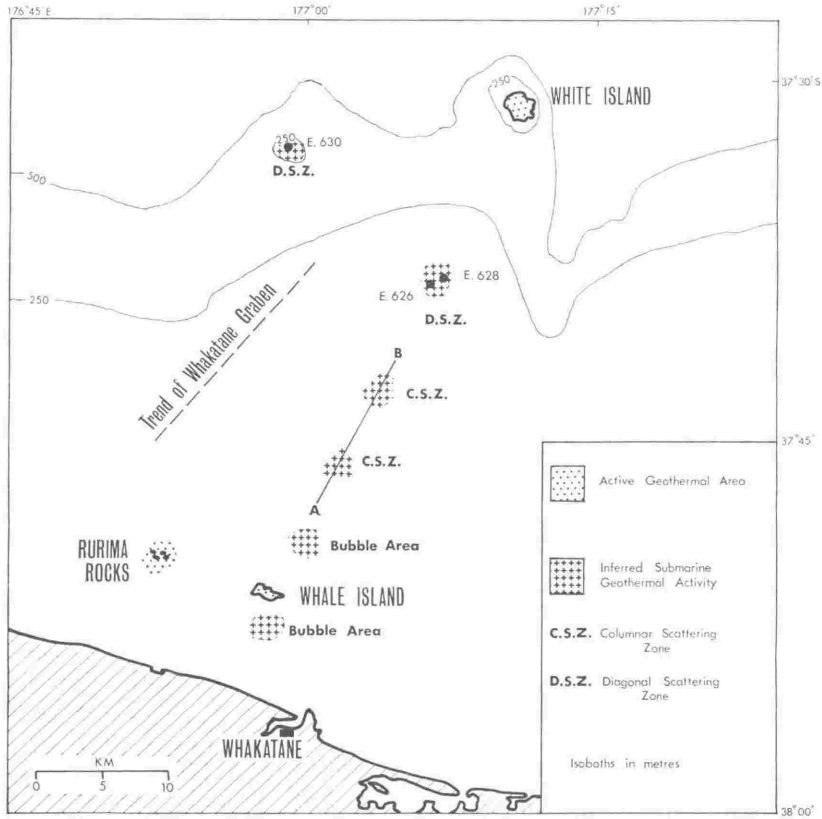 176°45' E
177°00'
177°15'
37°30'S
250
WHITE ISLAND
250
E. 630
D.S.Z.
500
E. 628
E. 626
D.S.Z.
250
Trend of Whakatane Graben
B
C.S.Z.
37°45'
C.S.Z.
A
Active Geothermal Area
Bubble Area
RURIMA
ROCKS
Inferred Submarine
Geothermal Activity
WHALE ISLAND
Bubble Area
C.S.Z. Columnar Scattering
Zone
D.S.Z. Diagonal Scattering
Zone
WHAKATANE
KM
0 5 10
Isobaths in metres
38°00'